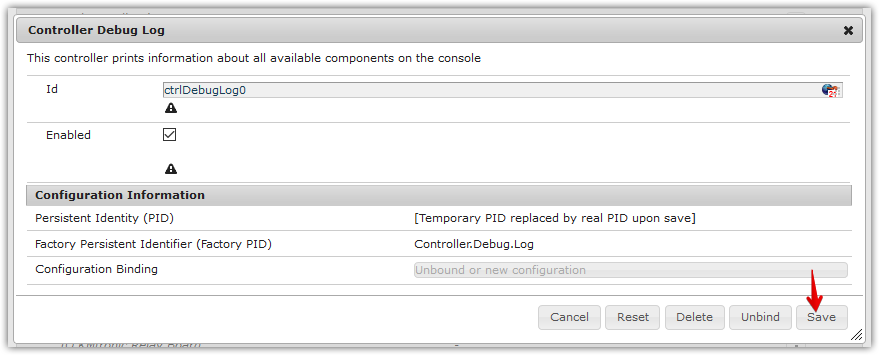 Controller Debug Log
This controller prints information about all available components on the console
Id
ctrlDebugLog0
Enabled
Configuration Information
Persistent Identity (PID)
[Temporary PID replaced by real PID upon save]
Factory Persistent Identifier (Factory PID)
Controller.Debug.Log
Configuration Binding
Unbound or new configuration
Cancel
Reset
Delete
Unbind
Save
Relay Board